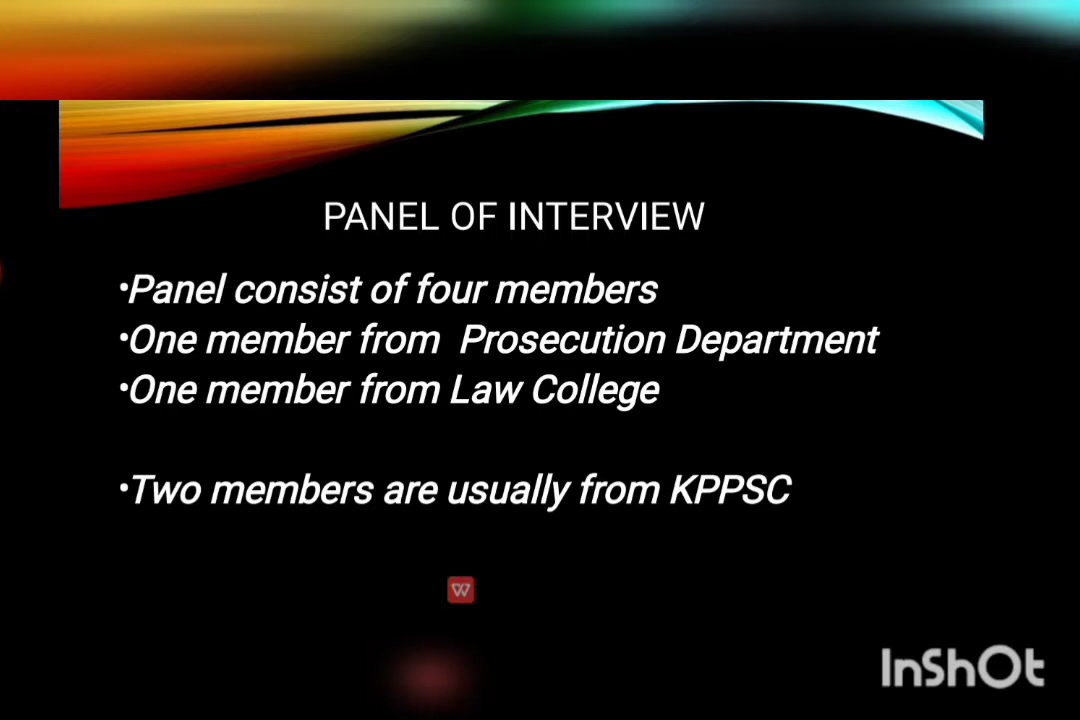 PANEL OF INTERVIEW
•Panel consist of four members
•One member from Prosecution Department
•One member from Law College
•Two members are usually from KPPSC
W
InShOt